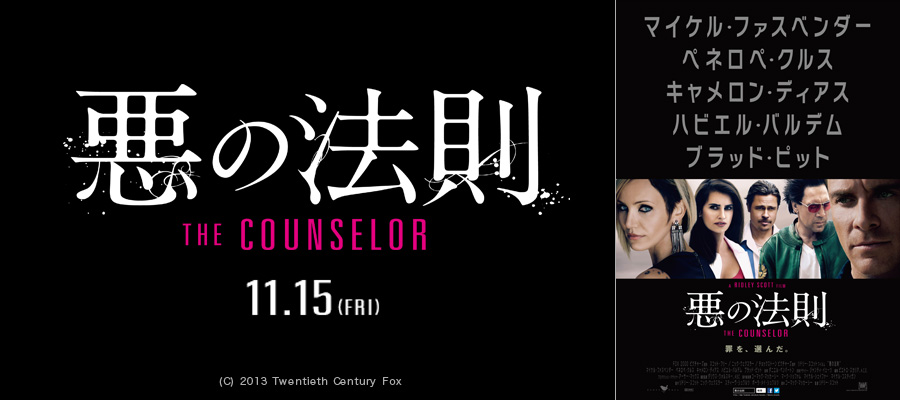 悪の法則
THE COUNSELOR
11.15(FRI)
(C) 2013 Twentieth Century Fox
マイケル・ファスベンダー
ペネロペ・クルス
キャメロン・ディアス
ハビエル・バルデム
ブラッド・ピット
A RIDLEY SCOTT FILM
悪の法則
THE COUNSELOR
罪を、選んだ。